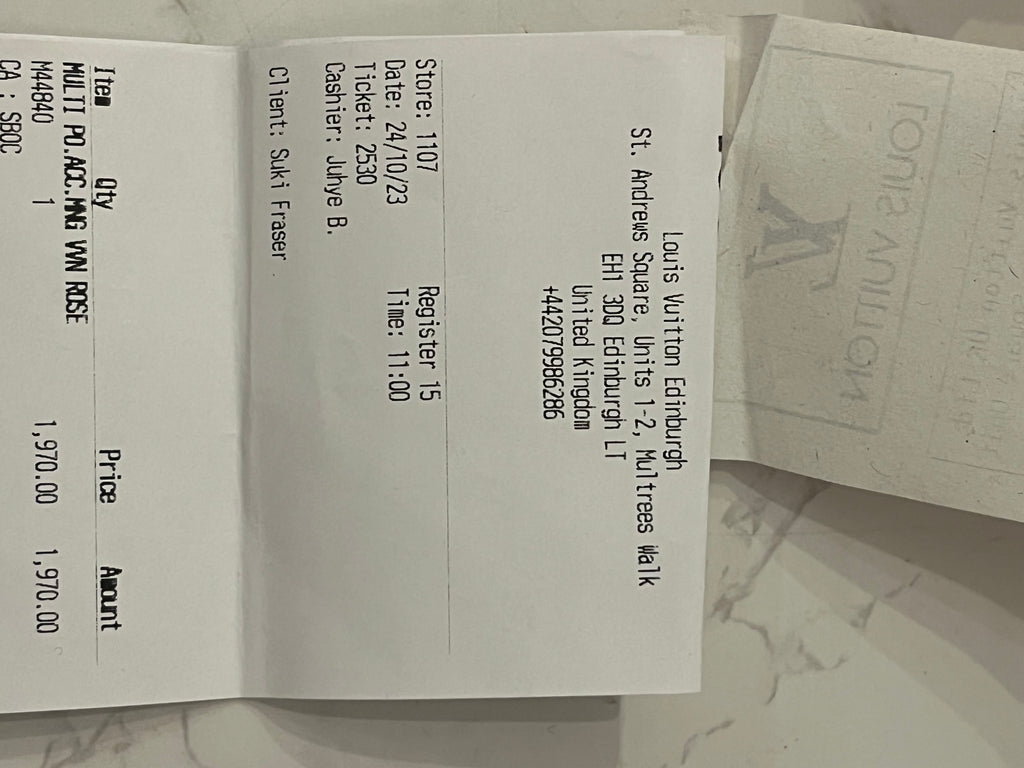 LOUIS VUITTON
Louis Vuitton Edinburgh
St. Andrews Square, Units 1-2, Multrees Walk
EH1 3DQ Edinburgh LT
United Kingdom
+442079986286
Store: 1107 Register 15
Date: 24/10/23 Time: 11:00
Ticket: 2530
Cashier: Juhye B.
Client: Suki Fraser
Item Qty Price Amount
MULTI PO.ACC.MNG VVN ROSE
M44840 1 1,970.00 1,970.00
CA : SBOC